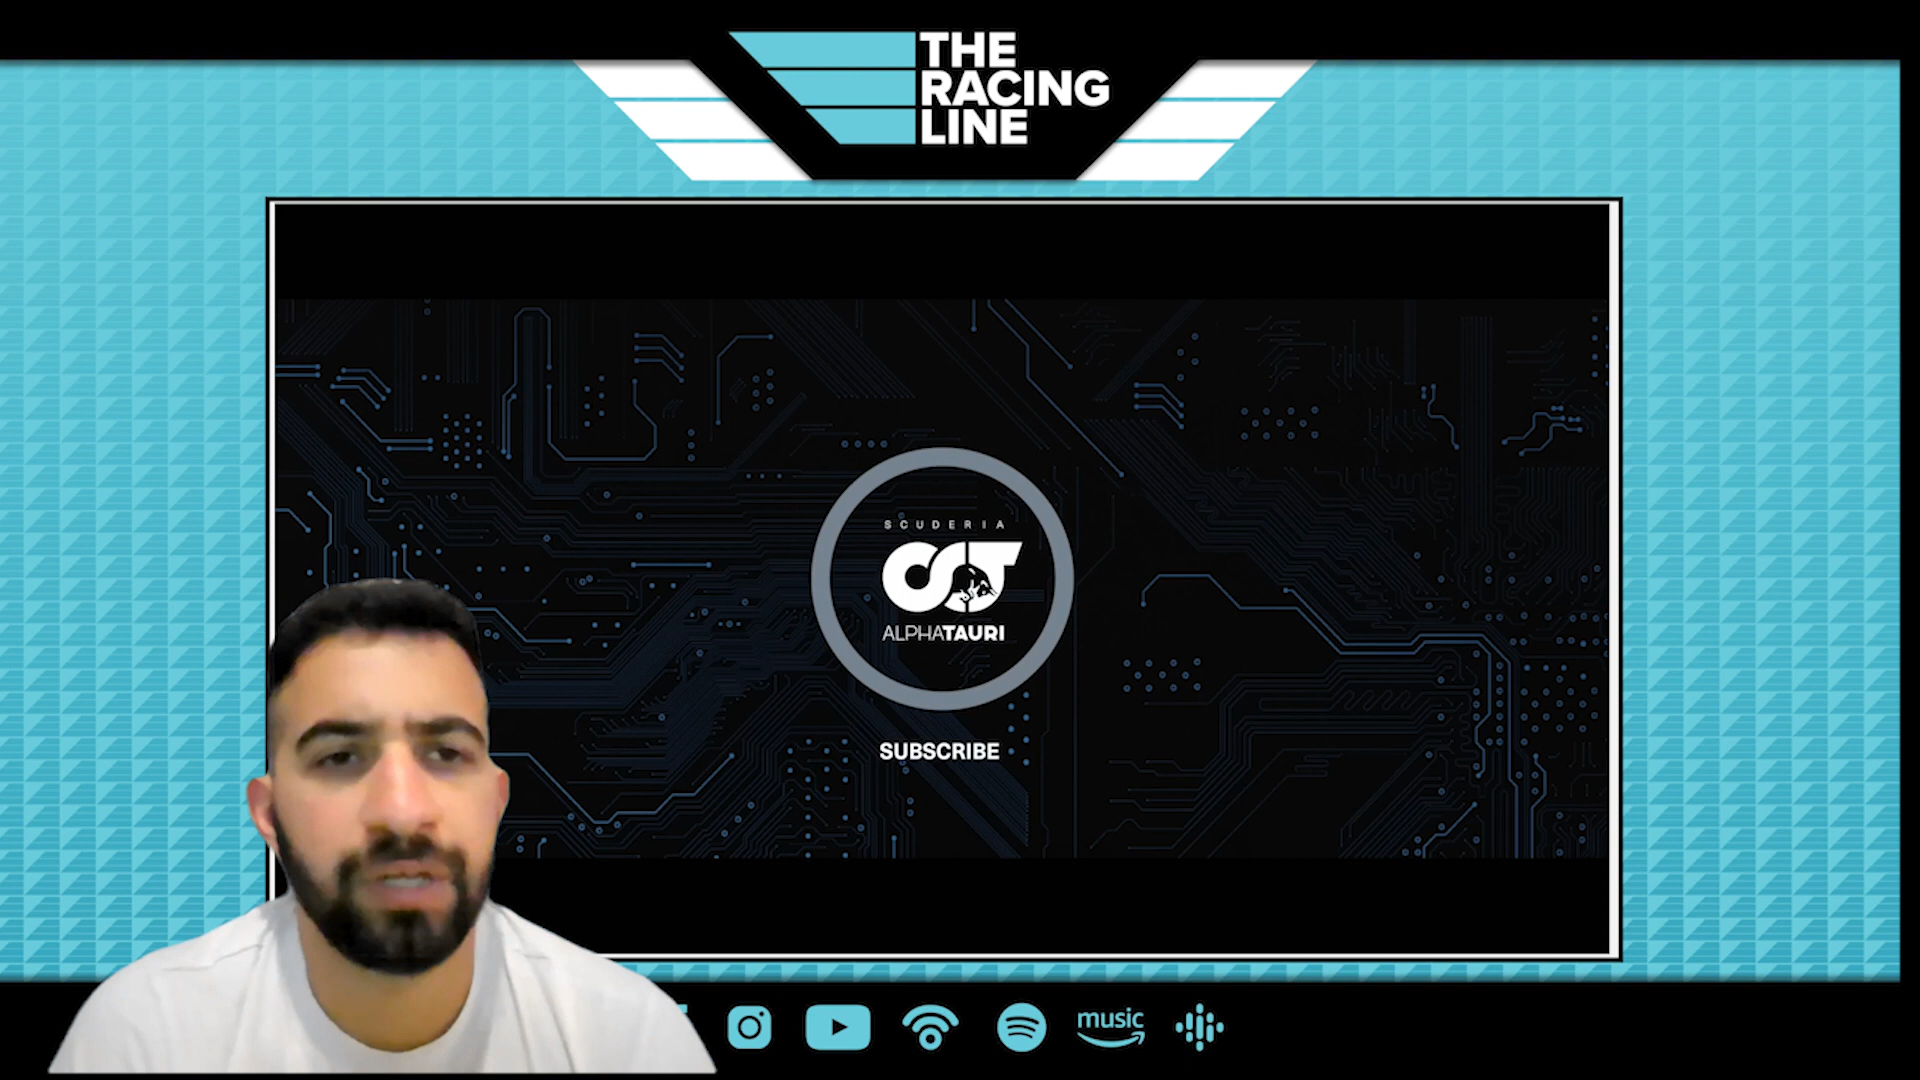 THE
RACING
LINE
SCUDERIA
ALPHATAURI
SUBSCRIBE
music